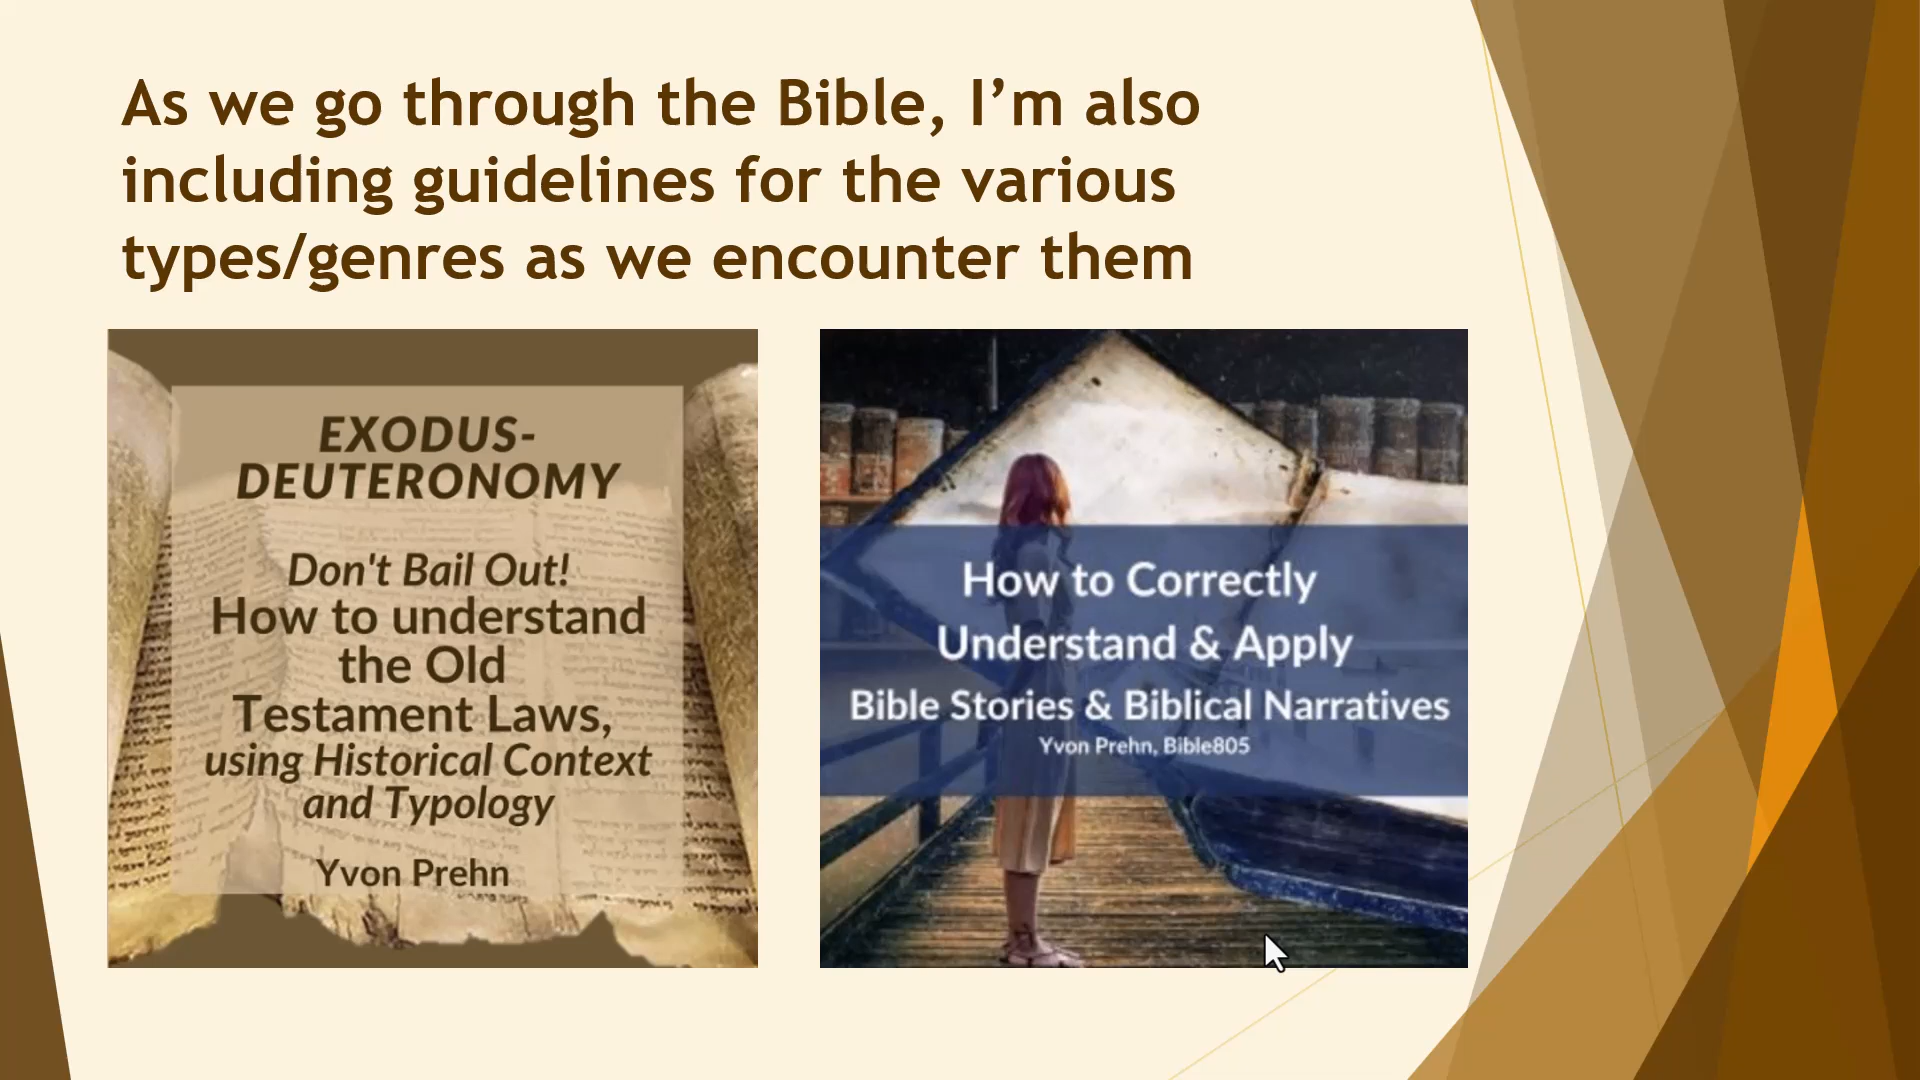 As we go through the Bible, I’m also
including guidelines for the various
types/genres as we encounter them
EXODUS-
DEUTERONOMY
Don't Bail Out!
How to understand
the Old
Testament Laws,
using Historical Context
and Typology
Yvon Prehn
How to Correctly
Understand & Apply
Bible Stories & Biblical Narratives
Yvon Prehn, Bible805